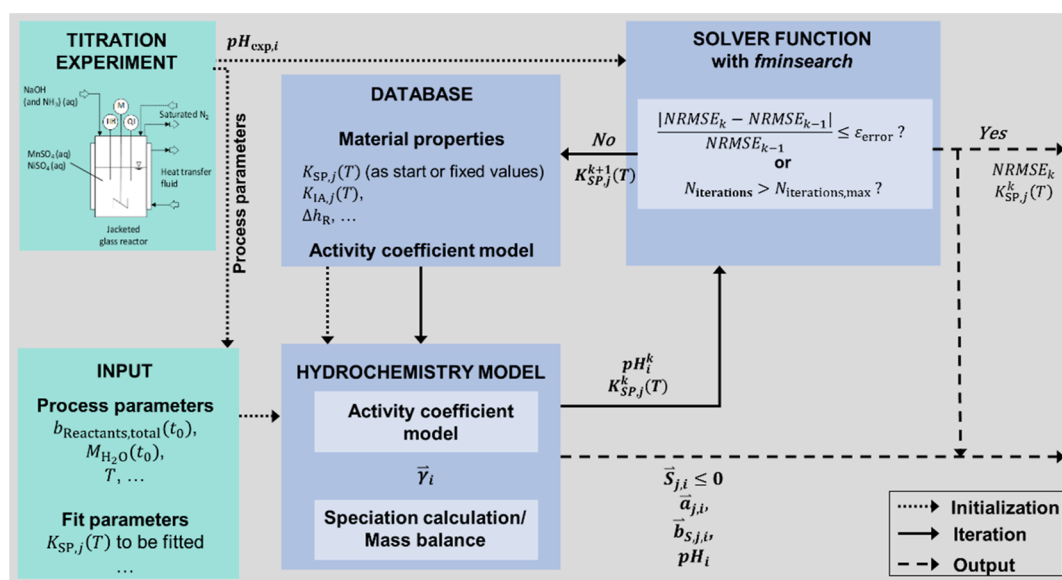 TITRATION
EXPERIMENT
NaOH
(and NH₃) (aq)
M
TIR
QI
Saturated N₂
MnSO₄ (aq)
NiSO₄ (aq)
Heat transfer
fluid
Jacketed
glass reactor
pH_exp,i
Process parameters
DATABASE
Material properties
K_SP,j(T) (as start or fixed values)
K_IA,j(T),
Δh_R, …
Activity coefficient model
SOLVER FUNCTION
with fminsearch
|NRMSE_k − NRMSE_k−1| / NRMSE_k−1 ≤ ε_error ?
or
N_iterations > N_iterations,max ?
No
K^k+1_SP,j(T)
Yes
NRMSE_k
K^k_SP,j(T)
INPUT
Process parameters
b_Reactants,total(t₀),
M_H₂O(t₀),
T, …
Fit parameters
K_SP,j(T) to be fitted
…
HYDROCHEMISTRY MODEL
Activity coefficient
model
γ⃗_i
Speciation calculation/
Mass balance
pH^k_i
K^k_SP,j(T)
S⃗_j,i ≤ 0
a⃗_j,i,
b⃗_S,j,i,
pH_i
Initialization
Iteration
Output